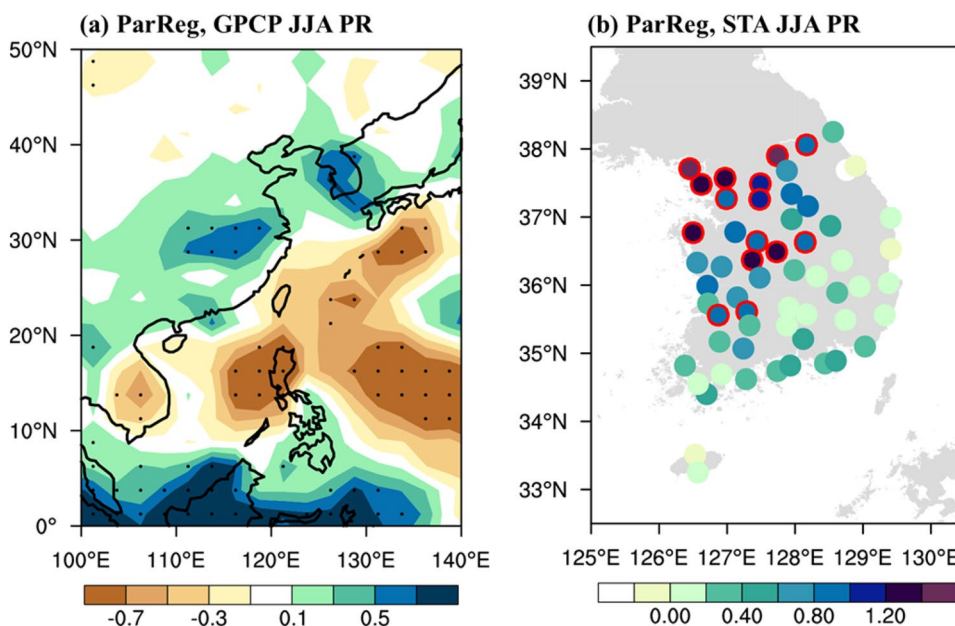 (a) ParReg, GPCP JJA PR
50°N
40°N
30°N
20°N
10°N
0°
100°E 110°E 120°E 130°E 140°E
-0.7 -0.3 0.1 0.5
(b) ParReg, STA JJA PR
39°N
38°N
37°N
36°N
35°N
34°N
33°N
125°E 126°E 127°E 128°E 129°E 130°E
0.00 0.40 0.80 1.20